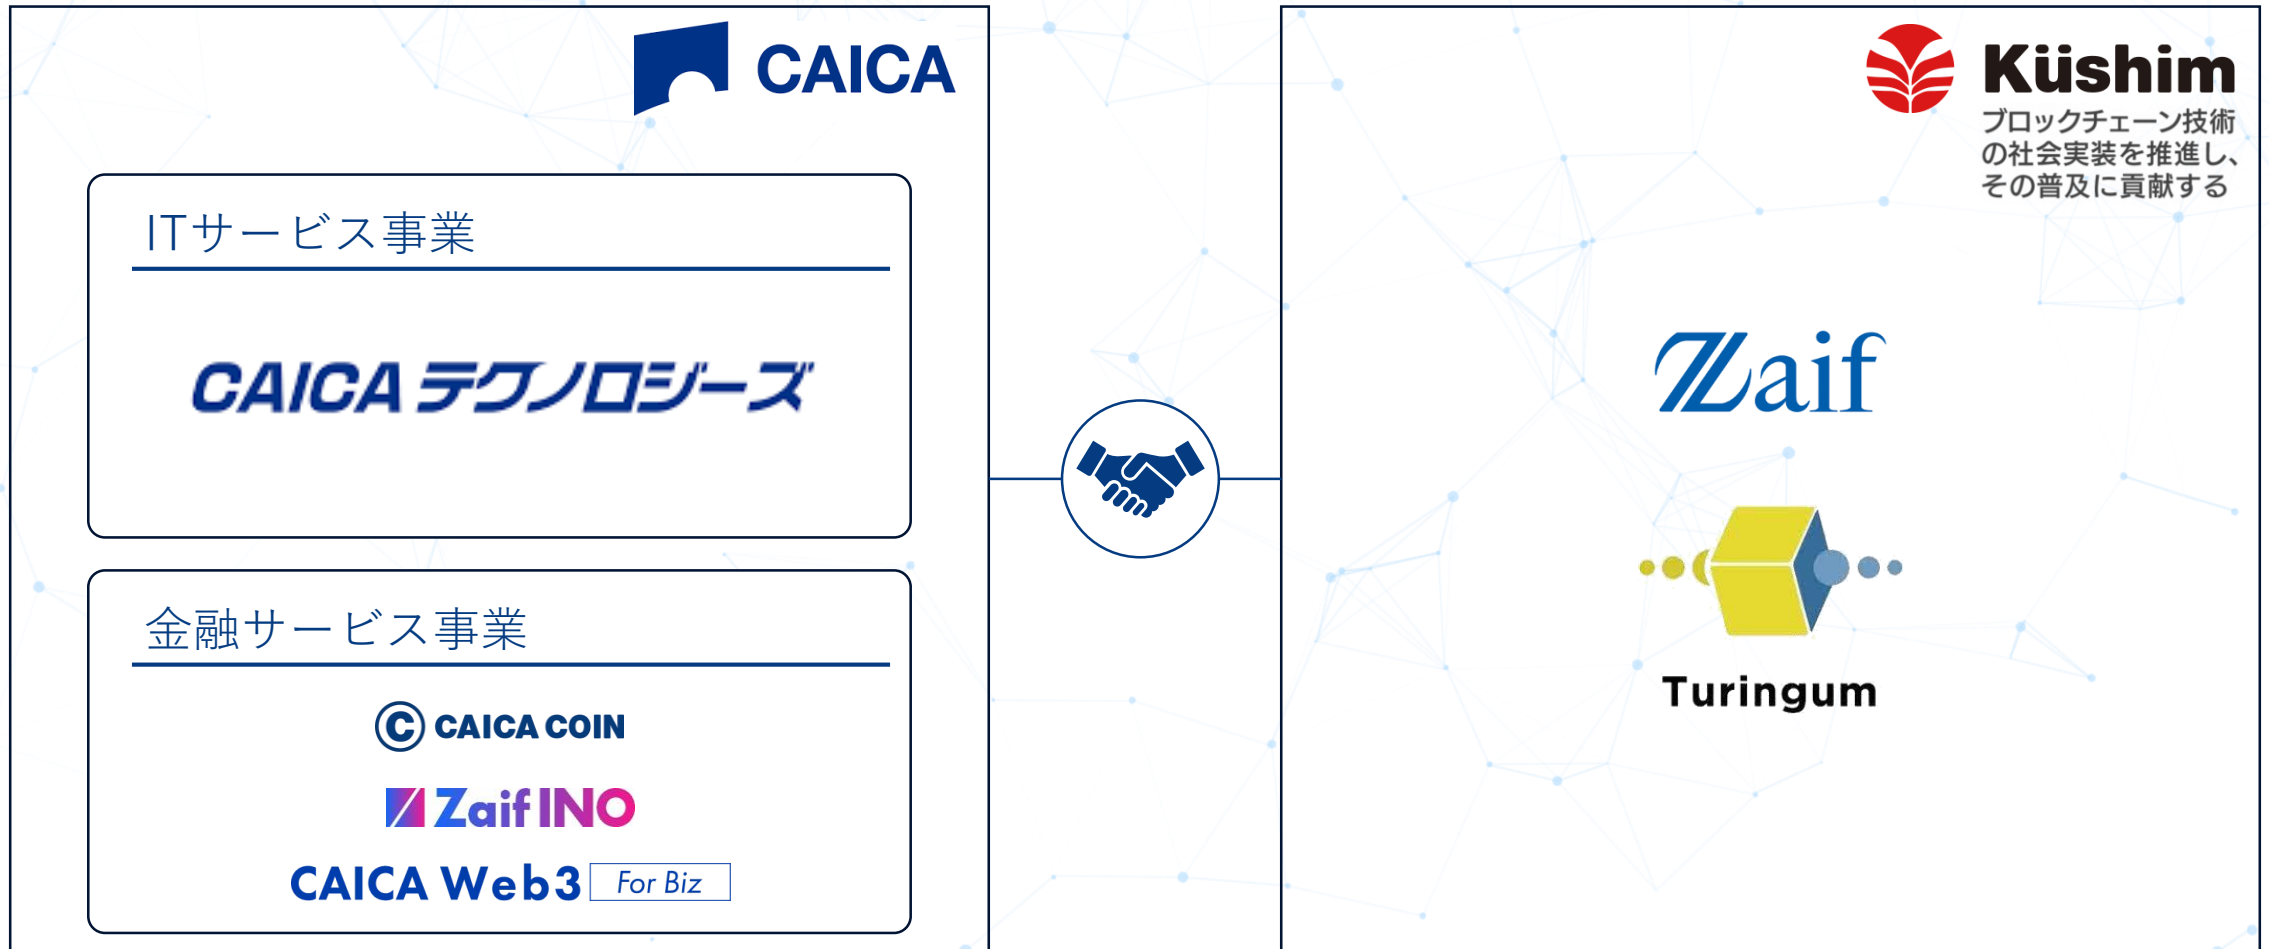 CAICA
ITサービス事業
CAICA テクノロジーズ
金融サービス事業
C CAICA COIN
Zaif INO
CAICA Web3 For Biz
Küshim
ブロックチェーン技術
の社会実装を推進し、
その普及に貢献する
Zaif
Turingum